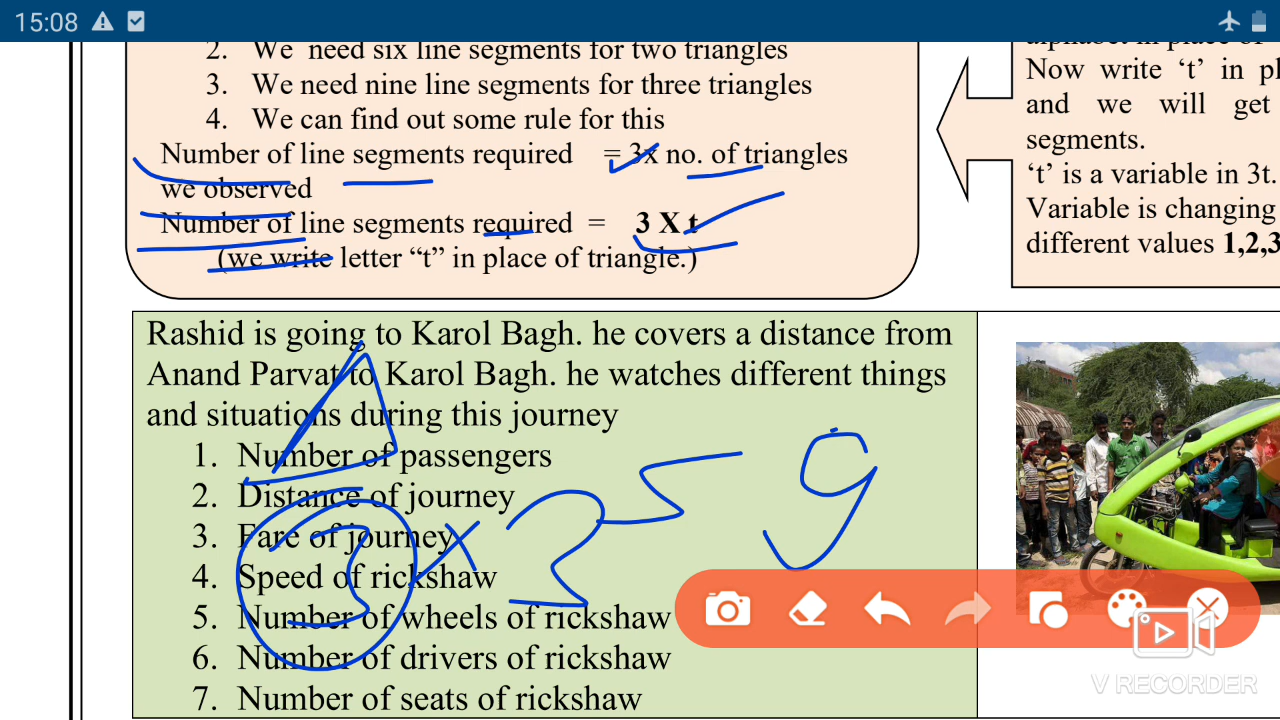 15:08
2. We need six line segments for two triangles
3. We need nine line segments for three triangles
4. We can find out some rule for this
Number of line segments required = 3x no. of triangles
we observed
Number of line segments required = 3 X t
(we write letter “t” in place of triangle.)
Now write ‘t’ in
and we will get
segments.
‘t’ is a variable in 3t.
Variable is changing
different values 1,2,3
Rashid is going to Karol Bagh. he covers a distance from
Anand Parvat to Karol Bagh. he watches different things
and situations during this journey
1. Number of passengers
2. Distance of journey
3. Fare of journey
4. Speed of rickshaw
5. Number of wheels of rickshaw
6. Number of drivers of rickshaw
7. Number of seats of rickshaw
3 × 3 = 9
V RECORDER